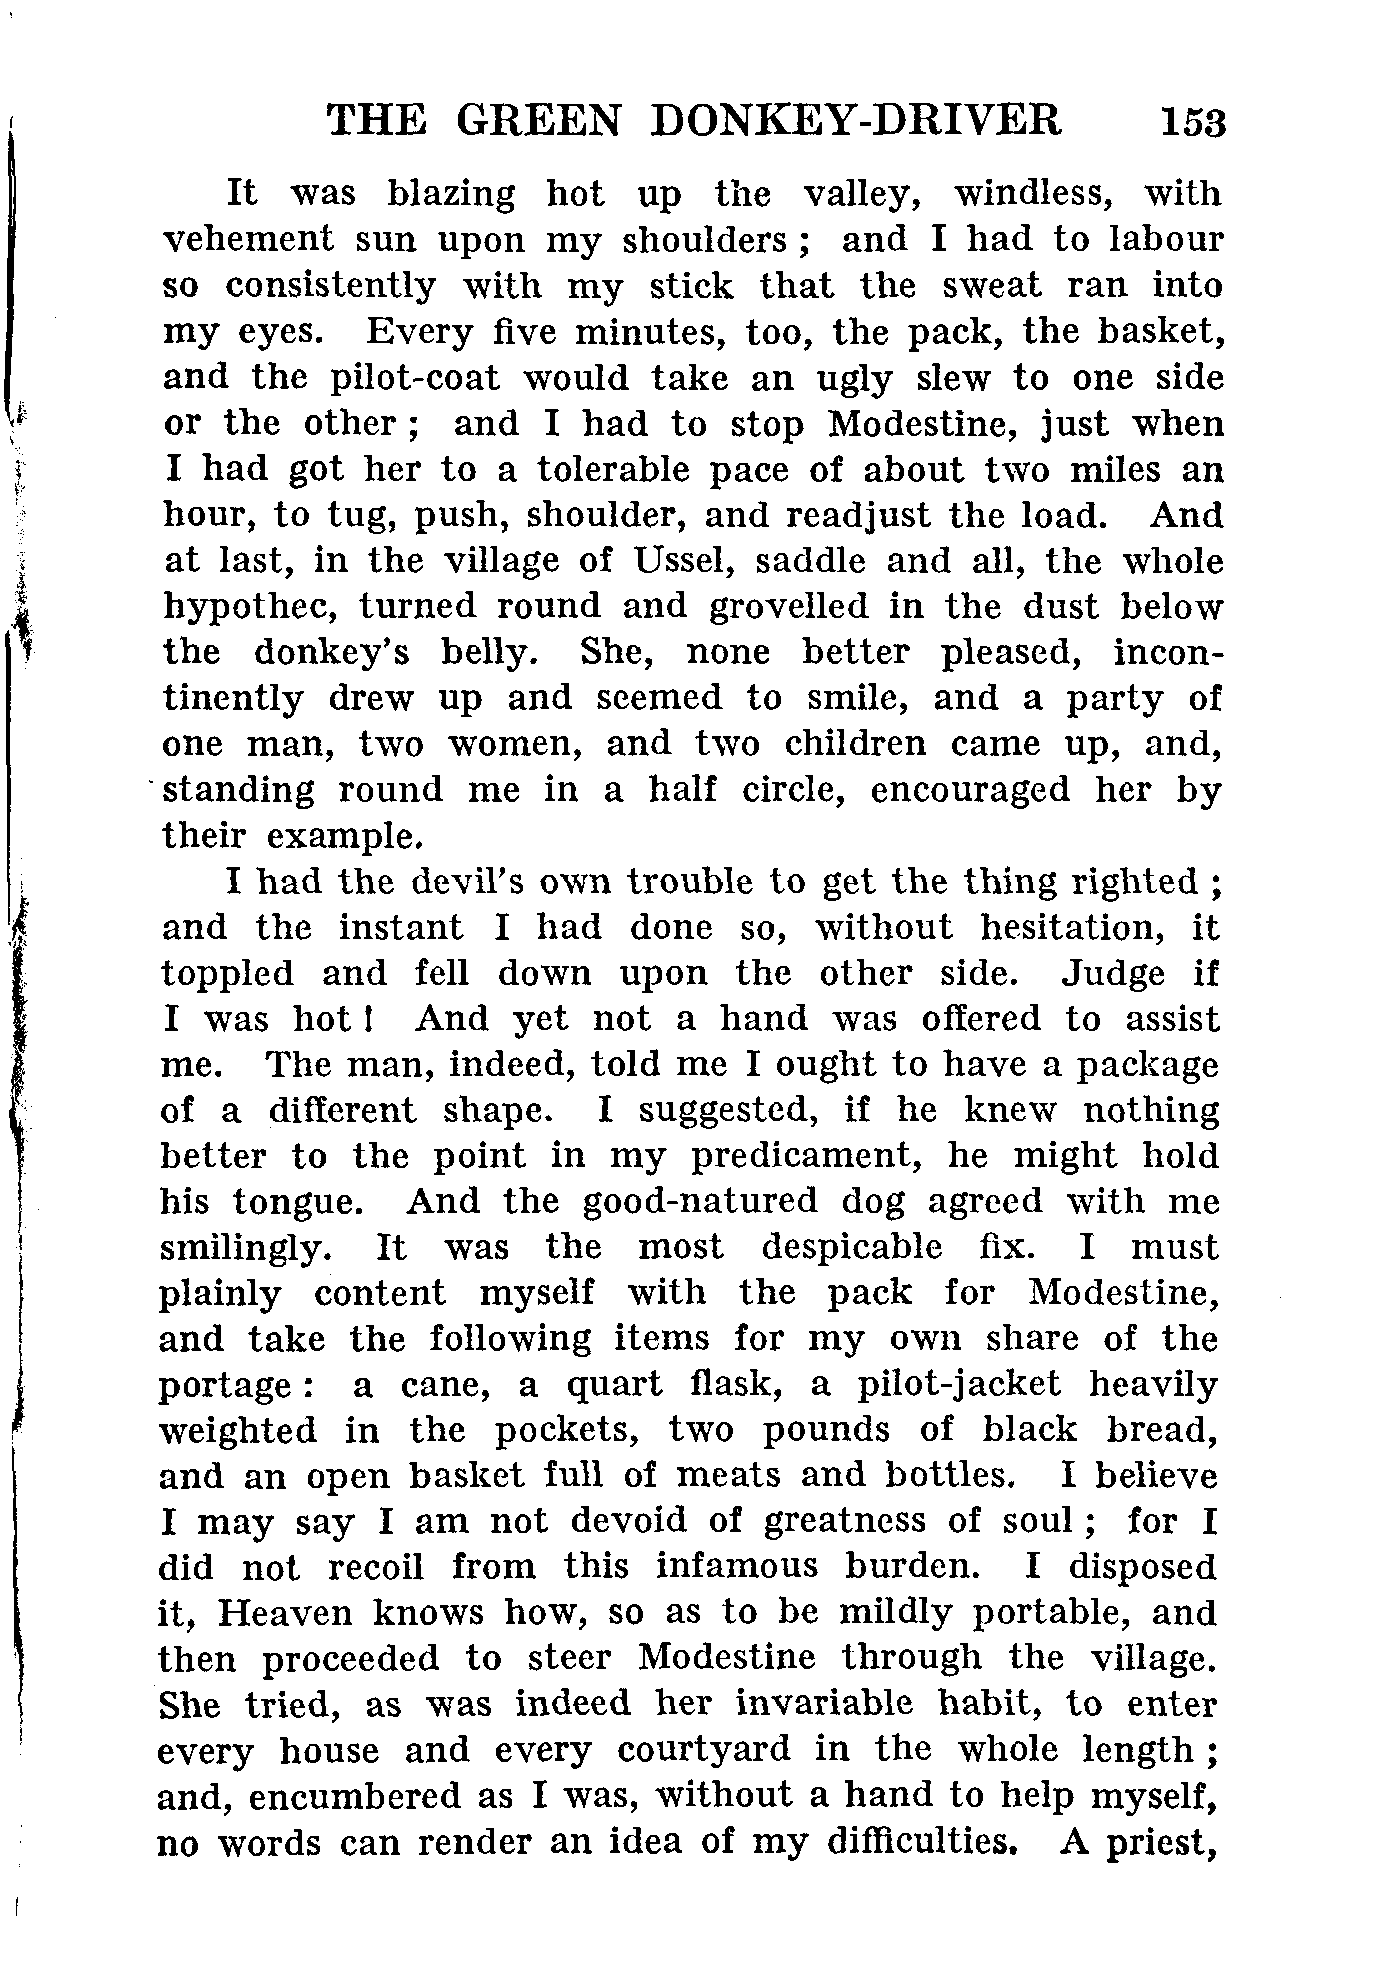 THE GREEN DONKEY-DRIVER 153
It was blazing hot up the valley, windless, with
vehement sun upon my shoulders ; and I had to labour
so consistently with my stick that the sweat ran into
my eyes. Every five minutes, too, the pack, the basket,
and the pilot-coat would take an ugly slew to one side
or the other ; and I had to stop Modestine, just when
I had got her to a tolerable pace of about two miles an
hour, to tug, push, shoulder, and readjust the load. And
at last, in the village of Ussel, saddle and all, the whole
hypothec, turned round and grovelled in the dust below
the donkey's belly. She, none better pleased, incon-
tinently drew up and seemed to smile, and a party of
one man, two women, and two children came up, and,
standing round me in a half circle, encouraged her by
their example.
I had the devil's own trouble to get the thing righted ;
and the instant I had done so, without hesitation, it
toppled and fell down upon the other side. Judge if
I was hot ! And yet not a hand was offered to assist
me. The man, indeed, told me I ought to have a package
of a different shape. I suggested, if he knew nothing
better to the point in my predicament, he might hold
his tongue. And the good-natured dog agreed with me
smilingly. It was the most despicable fix. I must
plainly content myself with the pack for Modestine,
and take the following items for my own share of the
portage : a cane, a quart flask, a pilot-jacket heavily
weighted in the pockets, two pounds of black bread,
and an open basket full of meats and bottles. I believe
I may say I am not devoid of greatness of soul ; for I
did not recoil from this infamous burden. I disposed
it, Heaven knows how, so as to be mildly portable, and
then proceeded to steer Modestine through the village.
She tried, as was indeed her invariable habit, to enter
every house and every courtyard in the whole length ;
and, encumbered as I was, without a hand to help myself,
no words can render an idea of my difficulties. A priest,